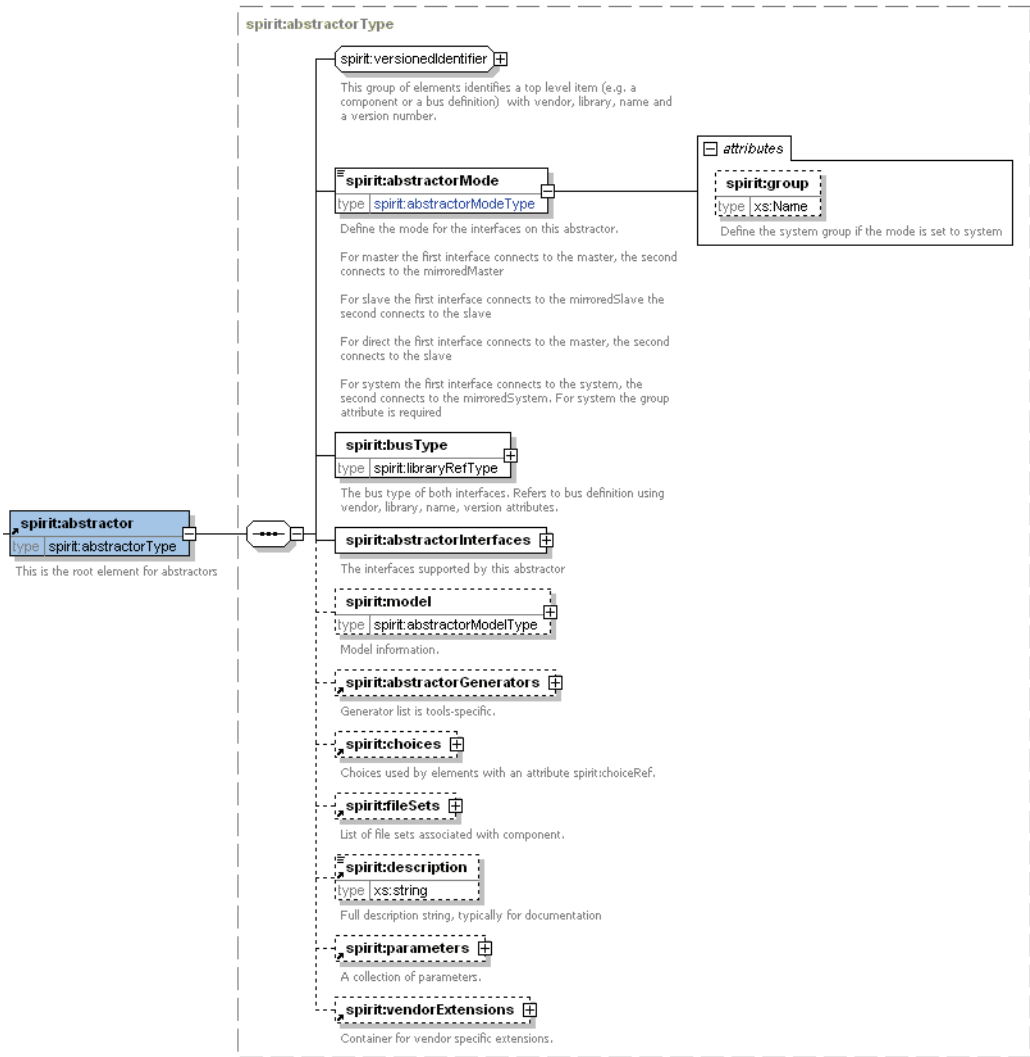 spirit:abstractorType
spirit:versionedIdentifier
This group of elements identifies a top level item (e.g. a
component or a bus definition) with vendor, library, name and
a version number.
attributes
spirit:group
type xs:Name
Define the system group if the mode is set to system
spirit:abstractorMode
type spirit:abstractorModeType
Define the mode for the interfaces on this abstractor.
For master the first interface connects to the master, the second
connects to the mirroredMaster
For slave the first interface connects to the mirroredSlave the
second connects to the slave
For direct the first interface connects to the master, the second
connects to the slave
For system the first interface connects to the system, the
second connects to the mirroredSystem. For system the group
attribute is required
spirit:busType
type spirit:libraryRefType
The bus type of both interfaces. Refers to bus definition using
vendor, library, name, version attributes.
spirit:abstractor
type spirit:abstractorType
This is the root element for abstractors
spirit:abstractorInterfaces
The interfaces supported by this abstractor
spirit:model
type spirit:abstractorModelType
Model information.
spirit:abstractorGenerators
Generator list is tools-specific.
spirit:choices
Choices used by elements with an attribute spirit:choiceRef.
spirit:fileSets
List of file sets associated with component.
spirit:description
type xs:string
Full description string, typically for documentation
spirit:parameters
A collection of parameters.
spirit:vendorExtensions
Container for vendor specific extensions.